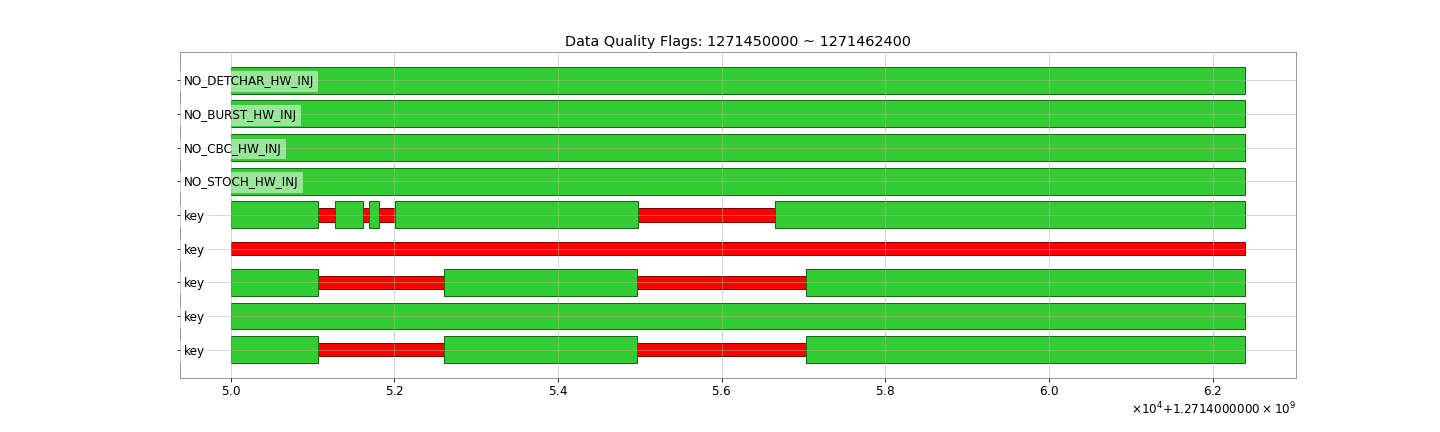 Data Quality Flags: 1271450000 ~ 1271462400
NO_DETCHAR_HW_INJ
NO_BURST_HW_INJ
NO_CBC_HW_INJ
NO_STOCH_HW_INJ
key
key
key
key
key
5.0 5.2 5.4 5.6 5.8 6.0 6.2
×10⁴+1.2714000000 × 10⁹